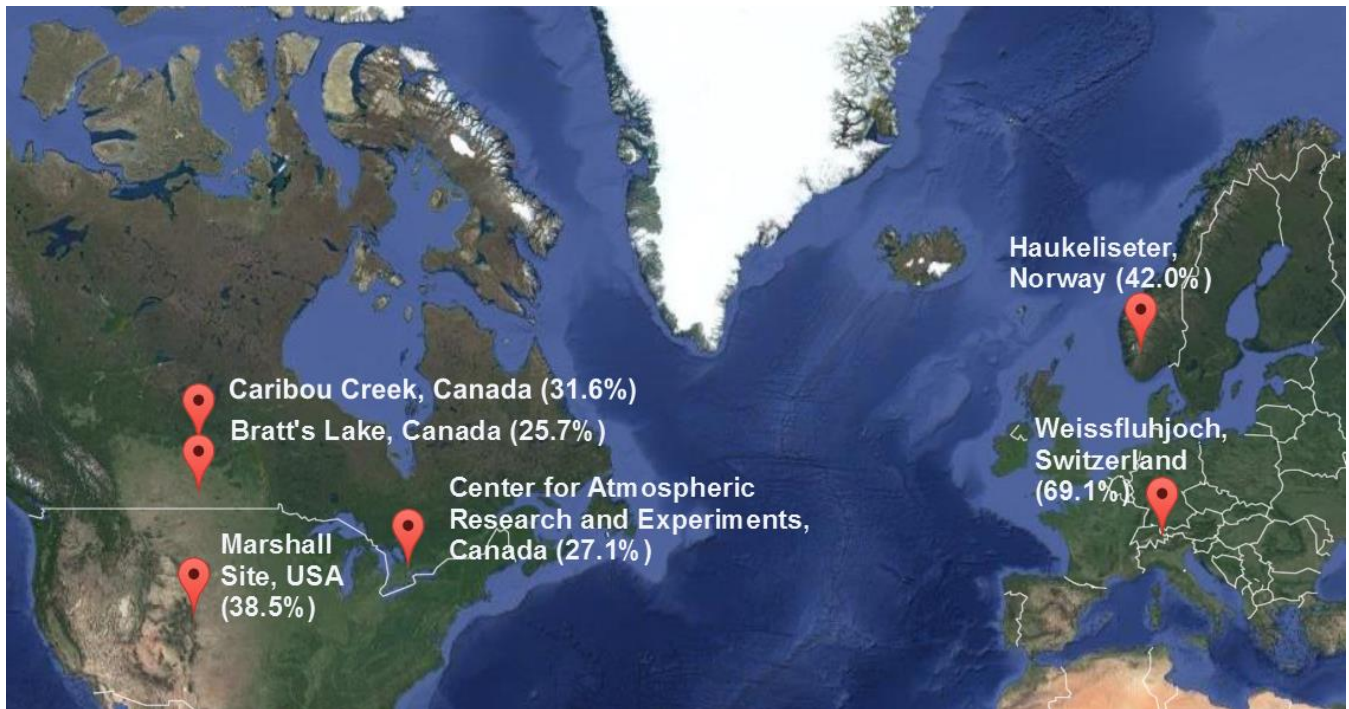 Haukeliseter,
Norway (42.0%)
Caribou Creek, Canada (31.6%)
Bratt's Lake, Canada (25.7%)
Weissfluhjoch,
Switzerland
(69.1%)
Center for Atmospheric
Research and Experiments,
Canada (27.1%)
Marshall
Site, USA
(38.5%)